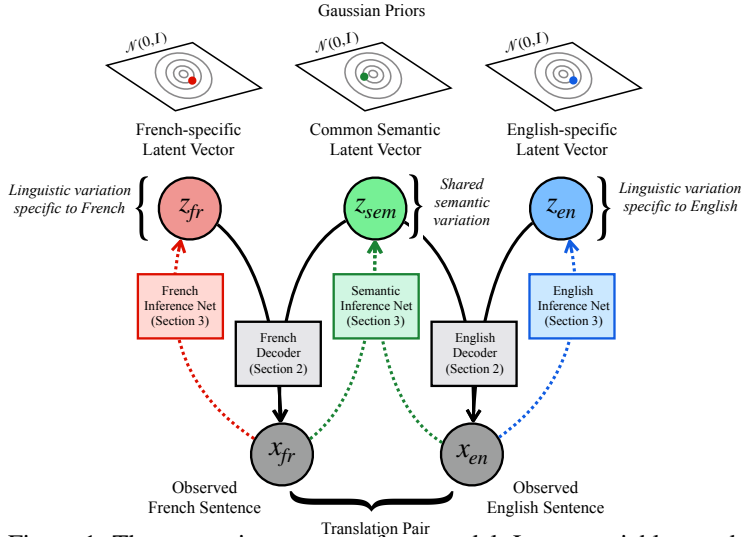 Gaussian Priors
𝒩(0,I)
𝒩(0,I)
𝒩(0,I)
French-specific
Latent Vector
Common Semantic
Latent Vector
English-specific
Latent Vector
Linguistic variation
specific to French
z_fr
z_sem
Shared
semantic
variation
z_en
Linguistic variation
specific to English
French
Inference Net
(Section 3)
Semantic
Inference Net
(Section 3)
English
Inference Net
(Section 3)
French
Decoder
(Section 2)
English
Decoder
(Section 2)
x_fr
x_en
Observed
French Sentence
Observed
English Sentence
Translation Pair